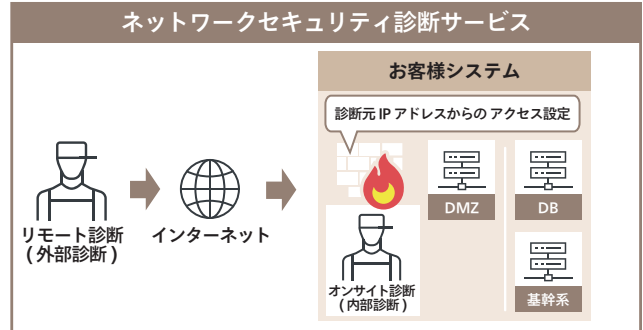 ネットワークセキュリティ診断サービス
お客様システム
診断元 IP アドレスからの アクセス設定
DMZ
DB
リモート診断
( 外部診断 )
インターネット
オンサイト診断
( 内部診断 )
基幹系